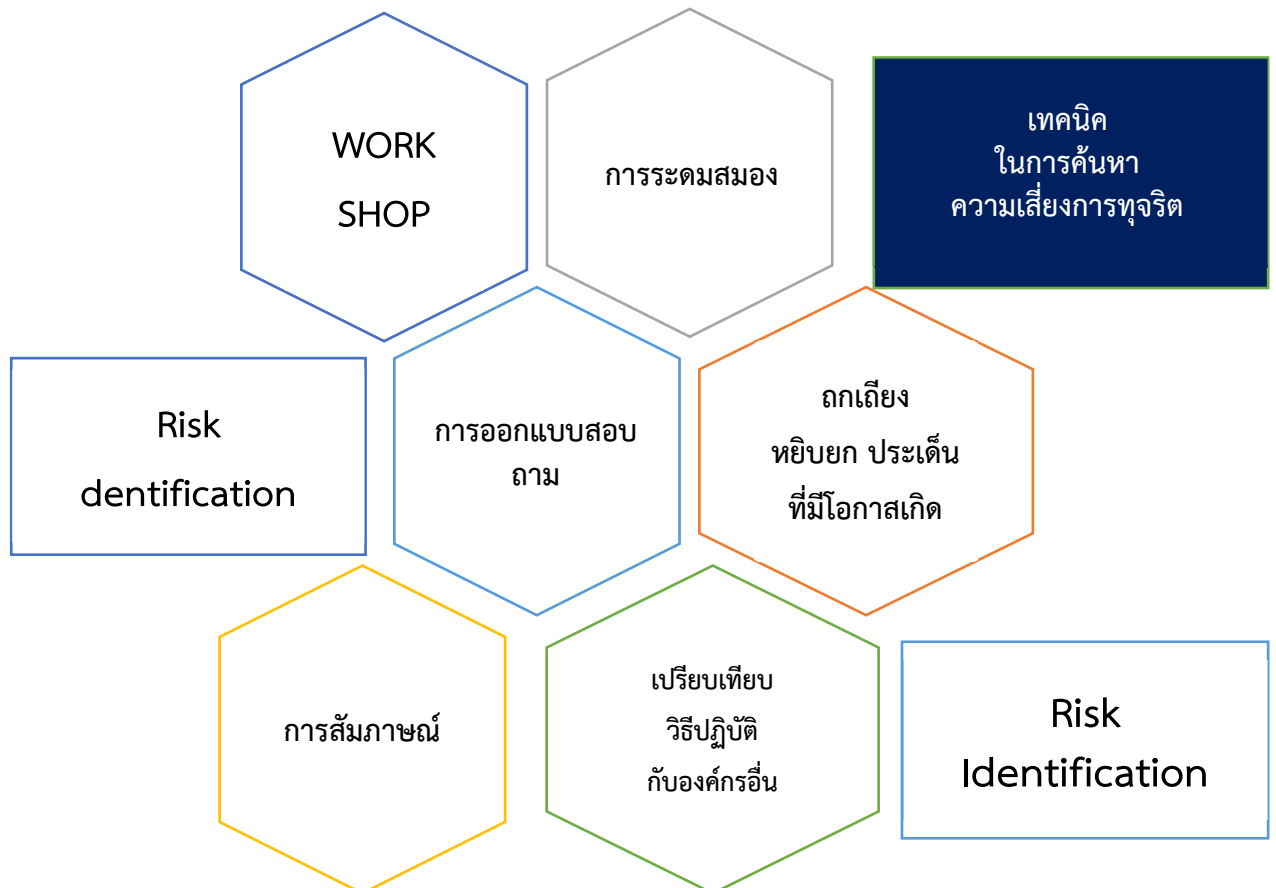 WORK
SHOP
การระดมสมอง
เทคนิค
ในการค้นหา
ความเสี่ยงการทุจริต
Risk
dentification
การออกแบบสอบ
ถาม
ถกเถียง
หยิบยก ประเด็น
ที่มีโอกาสเกิด
การสัมภาษณ์
เปรียบเทียบ
วิธีปฏิบัติ
กับองค์กรอื่น
Risk
Identification